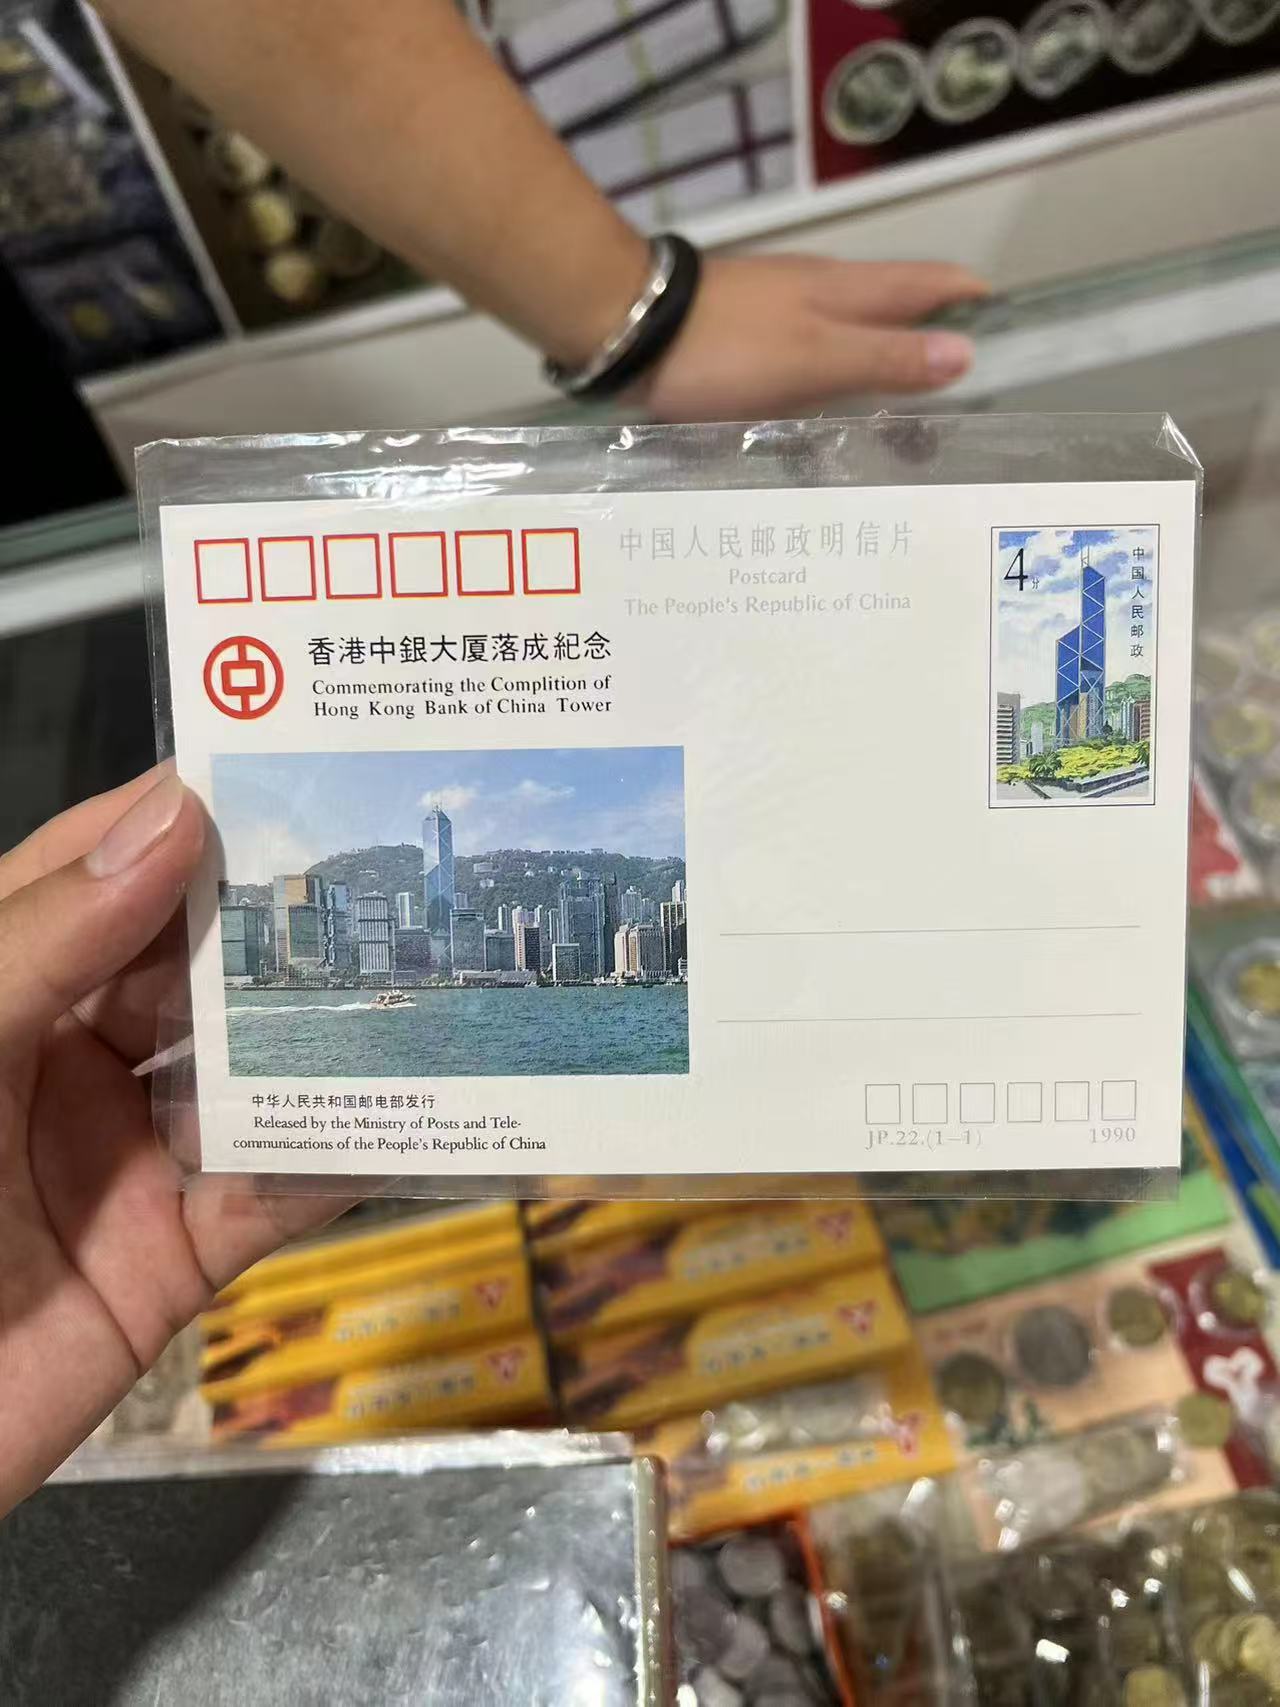 中国人民邮政明信片
Postcard
The People's Republic of China
4分
中国人民邮政
香港中銀大厦落成紀念
Commemorating the Complition of
Hong Kong Bank of China Tower
中华人民共和国邮电部发行
Released by the Ministry of Posts and Tele-
communications of the People's Republic of China
JP.22.(1-1)
1990